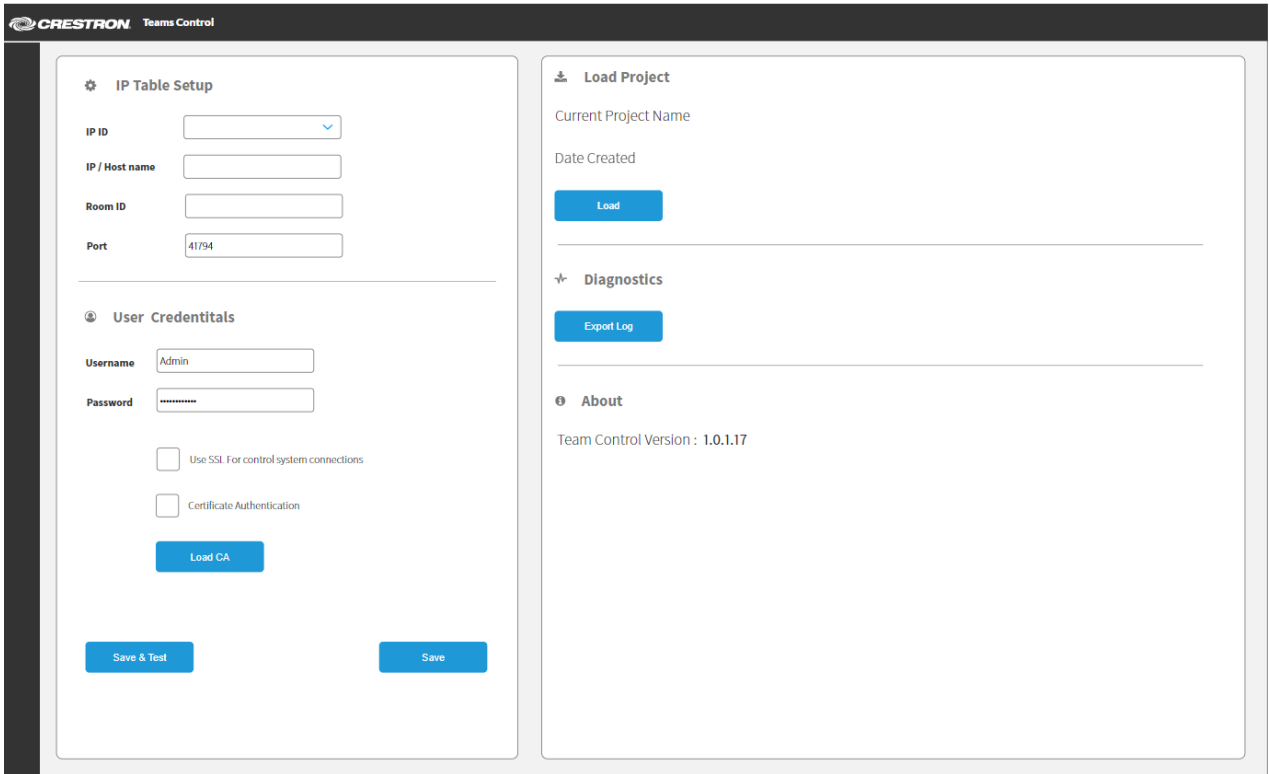 CRESTRON. Teams Control
IP Table Setup
IP ID
IP / Host name
Room ID
Port 41794
User Credentitals
Username Admin
Password ••••••••••••
Use SSL For control system connections
Certificate Authentication
Load CA
Save & Test Save
Load Project
Current Project Name
Date Created
Load
Diagnostics
Export Log
About
Team Control Version : 1.0.1.17